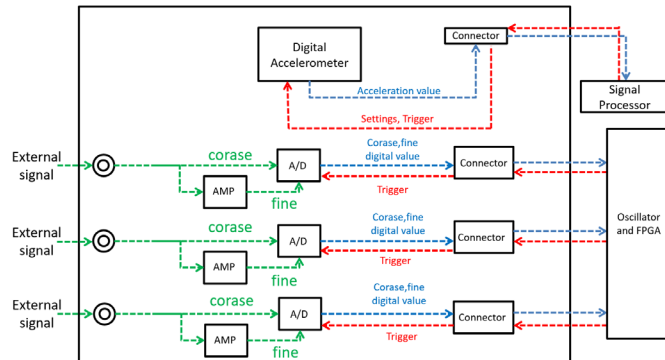 Digital
Accelerometer
Connector
Acceleration value
Settings, Trigger
Signal
Processor
External
signal
corase
A/D
AMP
fine
Corase,fine
digital value
Trigger
Connector
External
signal
corase
A/D
AMP
fine
Corase,fine
digital value
Trigger
Connector
Oscillator
and FPGA
External
signal
corase
A/D
AMP
fine
Corase,fine
digital value
Trigger
Connector